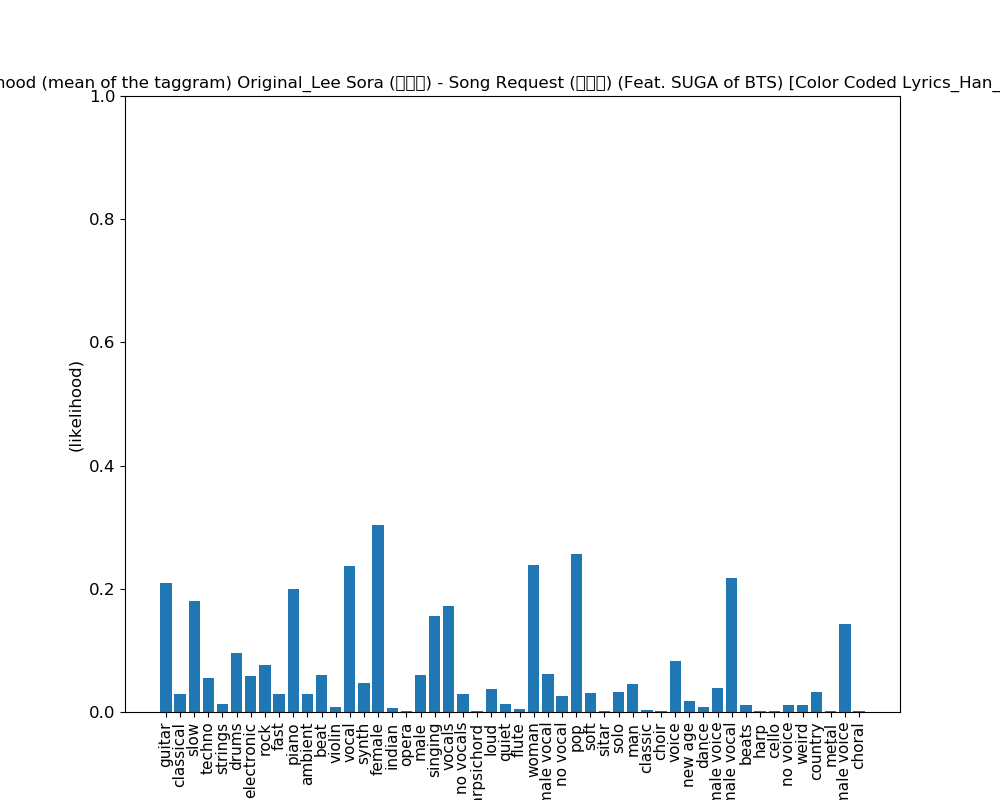 hood (mean of the taggram) Original_Lee Sora (▯▯▯) - Song Request (▯▯▯) (Feat. SUGA of BTS) [Color Coded Lyrics_Han_
1.0
0.8
0.6
0.4
0.2
0.0
(likelihood)
guitar
classical
slow
techno
strings
drums
electronic
rock
fast
piano
ambient
beat
violin
vocal
synth
female
indian
opera
male
singing
vocals
no vocals
arpsichord
loud
quiet
flute
woman
male vocal
no vocal
pop
soft
sitar
solo
man
classic
choir
voice
new age
dance
male voice
male vocal
beats
harp
cello
no voice
weird
country
metal
male voice
choral